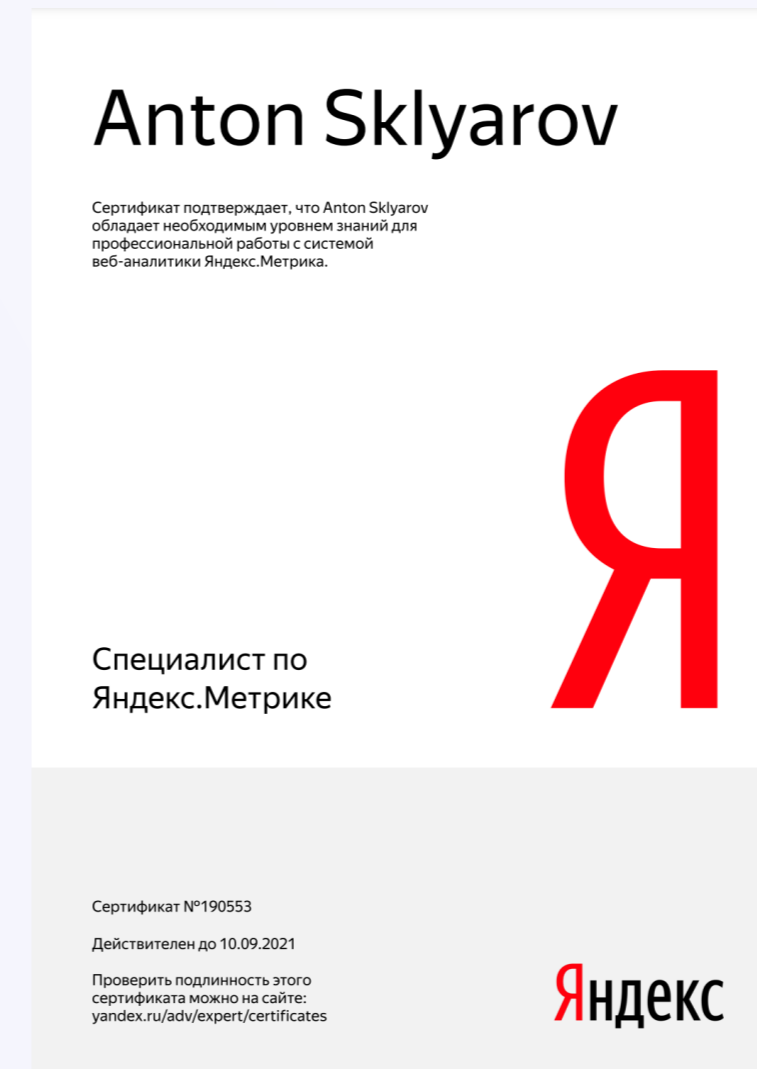 Anton Sklyarov
Сертификат подтверждает, что Anton Sklyarov
обладает необходимым уровнем знаний для
профессиональной работы с системой
веб-аналитики Яндекс.Метрика.
Я
Специалист по
Яндекс.Метрике
Сертификат №190553
Действителен до 10.09.2021
Проверить подлинность этого
сертификата можно на сайте:
yandex.ru/adv/expert/certificates
Яндекс